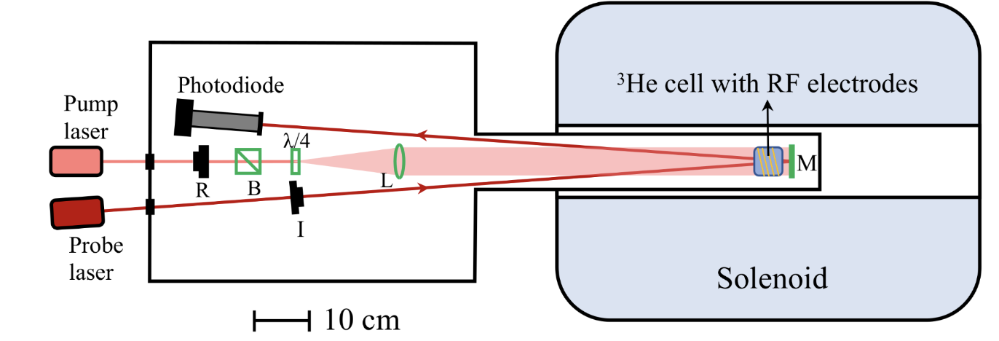 Photodiode
Pump
laser
λ/4
³He cell with RF electrodes
R
B
L
M
I
Probe
laser
Solenoid
10 cm